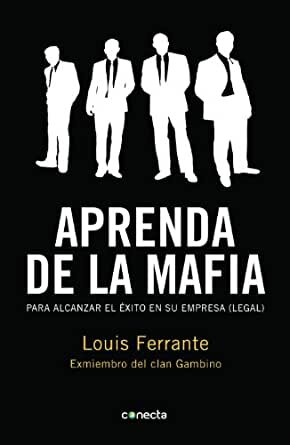 APRENDA
DE LA MAFIA
PARA ALCANZAR EL ÉXITO EN SU EMPRESA (LEGAL)
Louis Ferrante
Exmiembro del clan Gambino
conecta